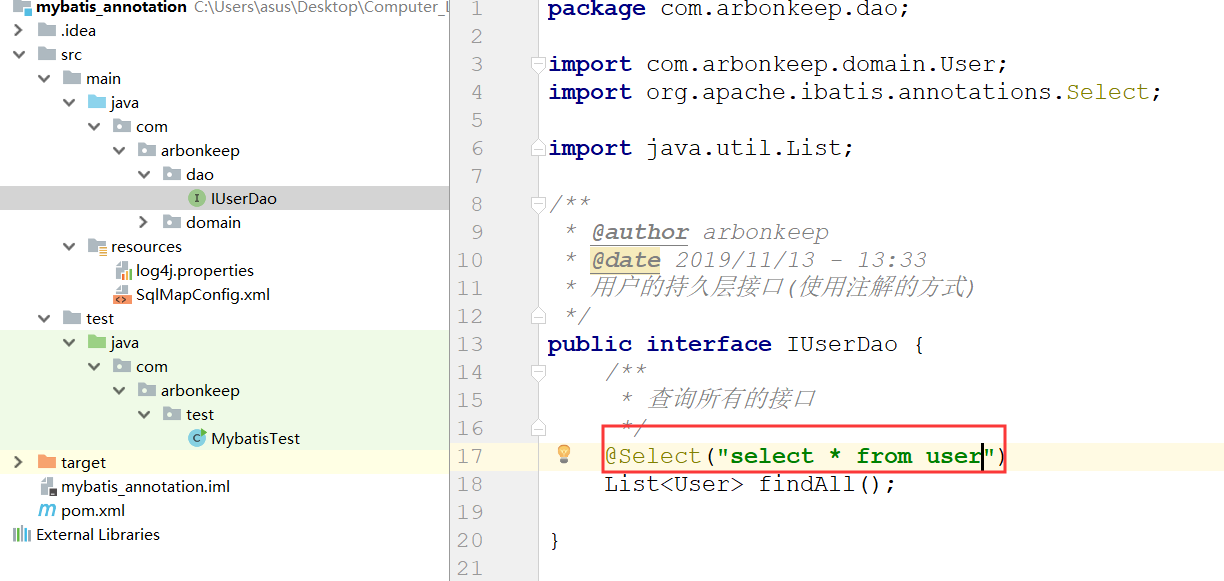 mybatis_annotation C:\Users\asus\Desktop\Computer_
.idea
src
main
java
com
arbonkeep
dao
IUserDao
domain
resources
log4j.properties
SqlMapConfig.xml
test
java
com
arbonkeep
test
MybatisTest
target
mybatis_annotation.iml
pom.xml
External Libraries
1 package com.arbonkeep.dao;
2
3 import com.arbonkeep.domain.User;
4 import org.apache.ibatis.annotations.Select;
5
6 import java.util.List;
7
8 /**
9 * @author arbonkeep
10 * @date 2019/11/13 - 13:33
11 * 用户的持久层接口(使用注解的方式)
12 */
13 public interface IUserDao {
14 /**
15 * 查询所有的接口
16 */
17 @Select("select * from user")
18 List<User> findAll();
19
20 }
21